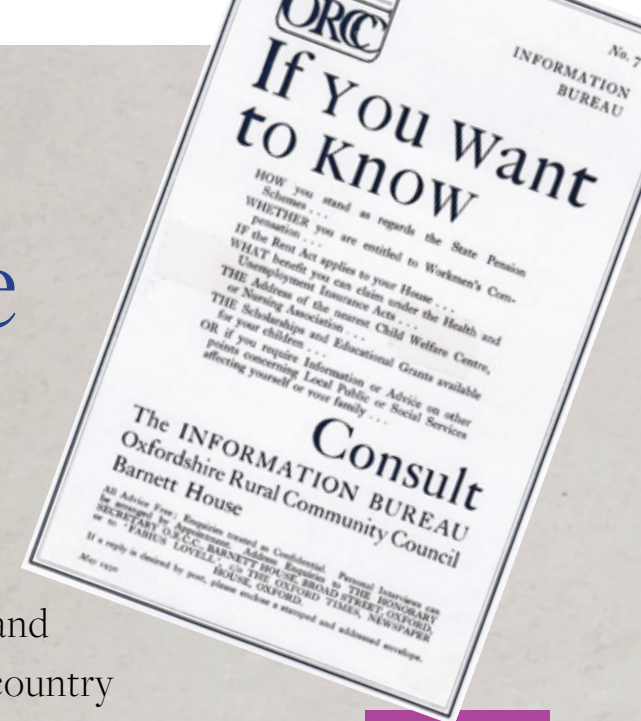 ORCC
No. 7
INFORMATION
BUREAU
If You Want
to Know
HOW you stand as regards the State Pension
Schemes . . .
WHETHER you are entitled to Workmen's Com-
pensation . . .
IF the Rent Act applies to your House . . .
WHAT benefit you can claim under the Health and
Unemployment Insurance Acts . . .
THE Address of the nearest Child Welfare Centre,
or Nursing Association . . .
THE Scholarships and Educational Grants available
for your children . . .
OR if you require Information or Advice on other
points concerning Local Public or Social Services
affecting yourself or your family . . .
Consult
The INFORMATION BUREAU
Oxfordshire Rural Community Council
Barnett House
All Advice Free; Enquiries treated as Confidential. Personal Interviews can
be arranged by Appointment. Address Enquiries to THE HONORARY
SECRETARY O.R.C.C., BARNETT HOUSE, BROAD STREET, OXFORD,
or to 'FABIUS LOVELL' c/o THE OXFORD TIMES, NEWSPAPER
HOUSE, OXFORD.
If a reply is desired by post, please enclose a stamped and addressed envelope.
May
e
and
country